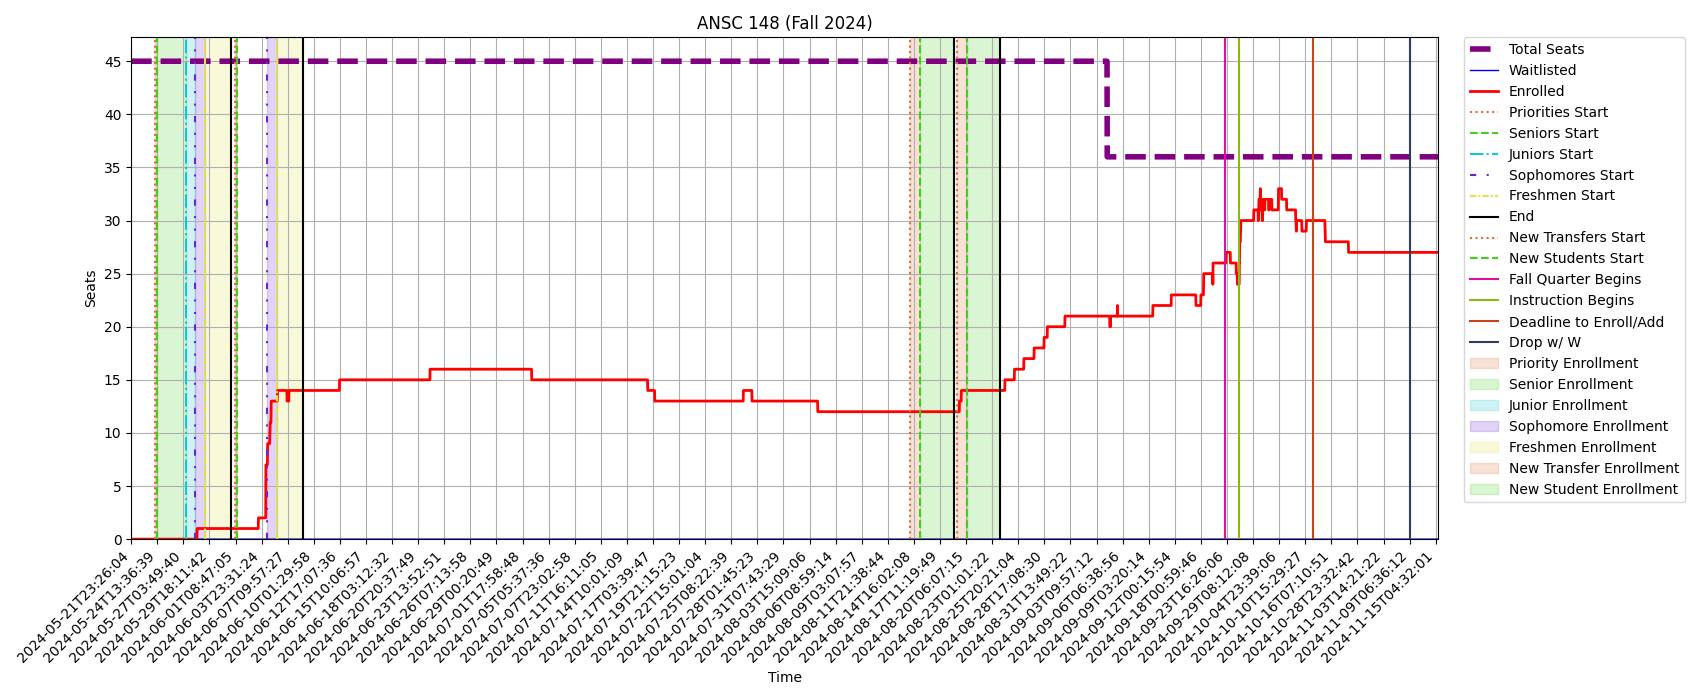 ANSC 148 (Fall 2024)
Seats
45
40
35
30
25
20
15
10
5
0
2024-05-21T23:26:04
2024-05-24T13:36:39
2024-05-27T03:49:40
2024-05-29T18:11:42
2024-06-01T08:47:05
2024-06-03T23:31:24
2024-06-07T09:57:27
2024-06-10T01:29:58
2024-06-12T17:07:36
2024-06-15T10:06:57
2024-06-18T03:12:32
2024-06-20T20:37:49
2024-06-23T13:52:51
2024-06-26T07:13:58
2024-06-29T00:20:49
2024-07-01T17:58:48
2024-07-05T05:37:36
2024-07-07T23:02:58
2024-07-11T16:11:05
2024-07-14T10:01:09
2024-07-17T03:39:47
2024-07-19T21:15:23
2024-07-22T15:01:04
2024-07-25T08:22:39
2024-07-28T01:45:23
2024-07-31T07:43:29
2024-08-03T15:09:06
2024-08-06T08:59:14
2024-08-09T03:07:57
2024-08-11T21:38:44
2024-08-14T16:02:08
2024-08-17T11:19:49
2024-08-20T06:07:15
2024-08-23T01:01:22
2024-08-25T20:21:04
2024-08-28T17:08:30
2024-08-31T13:49:22
2024-09-03T09:57:12
2024-09-06T06:38:56
2024-09-09T03:20:14
2024-09-12T00:15:54
2024-09-18T00:59:46
2024-09-23T16:26:06
2024-09-29T08:12:08
2024-10-04T23:39:06
2024-10-10T15:29:27
2024-10-16T07:10:51
2024-10-28T23:32:42
2024-11-03T14:21:22
2024-11-09T06:36:12
2024-11-15T04:32:01
Time
Total Seats
Waitlisted
Enrolled
Priorities Start
Seniors Start
Juniors Start
Sophomores Start
Freshmen Start
End
New Transfers Start
New Students Start
Fall Quarter Begins
Instruction Begins
Deadline to Enroll/Add
Drop w/ W
Priority Enrollment
Senior Enrollment
Junior Enrollment
Sophomore Enrollment
Freshmen Enrollment
New Transfer Enrollment
New Student Enrollment